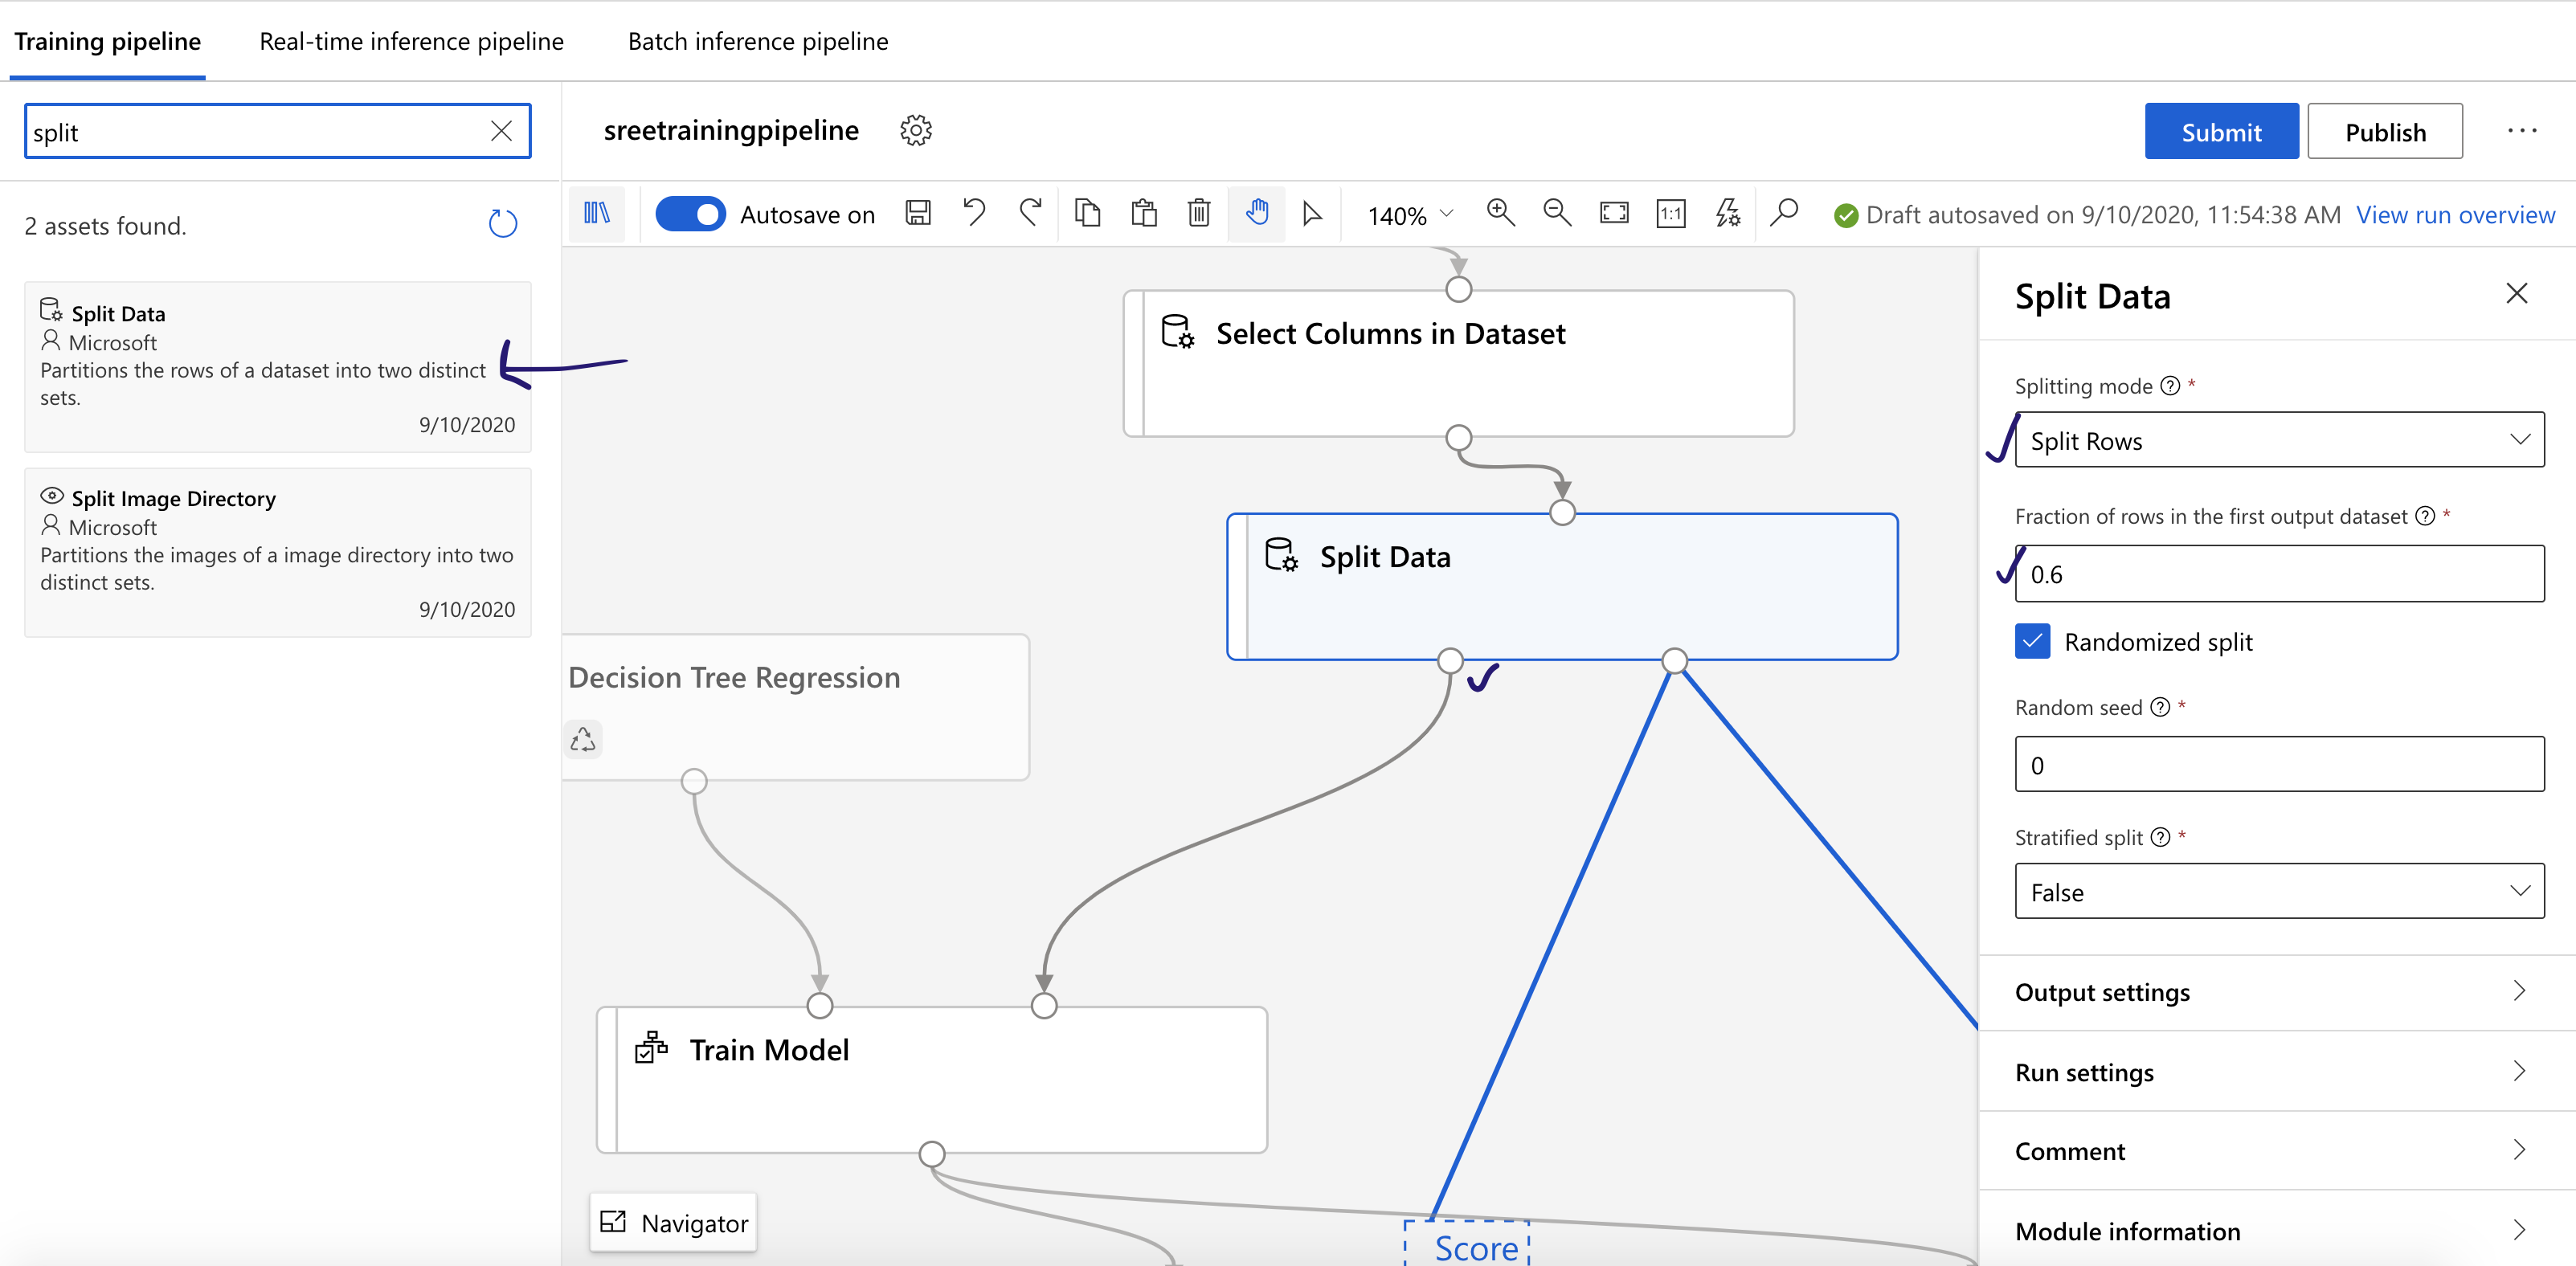 Training pipeline
Real-time inference pipeline
Batch inference pipeline
split
sreetrainingpipeline
Submit
Publish
2 assets found.
Autosave on
140%
1:1
Draft autosaved on 9/10/2020, 11:54:38 AM
View run overview
Split Data
Microsoft
Partitions the rows of a dataset into two distinct
sets.
9/10/2020
Split Image Directory
Microsoft
Partitions the images of a image directory into two
distinct sets.
9/10/2020
Select Columns in Dataset
Split Data
Decision Tree Regression
Train Model
Navigator
Score
Split Data
Splitting mode ? *
Split Rows
Fraction of rows in the first output dataset ? *
0.6
Randomized split
Random seed ? *
0
Stratified split ? *
False
Output settings
Run settings
Comment
Module information